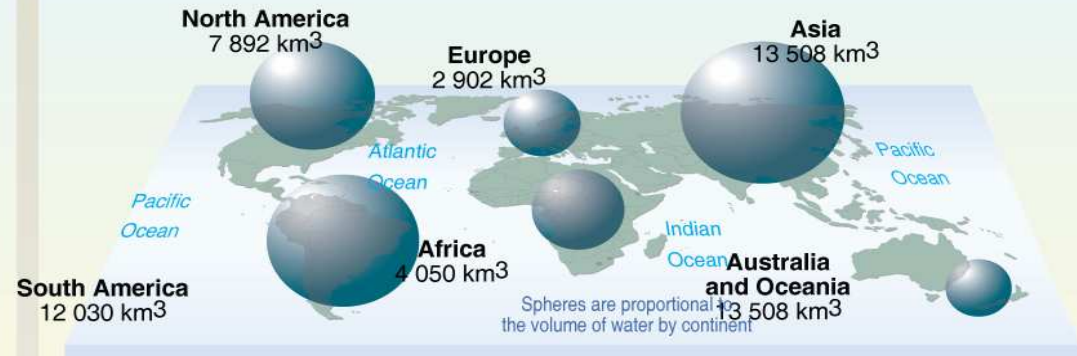 North America
7 892 km3
Europe
2 902 km3
Asia
13 508 km3
Atlantic
Ocean
Pacific
Ocean
Pacific
Ocean
Indian
Ocean
Africa
4 050 km3
South America
12 030 km3
Australia
and Oceania
13 508 km3
Spheres are proportional to
the volume of water by continent